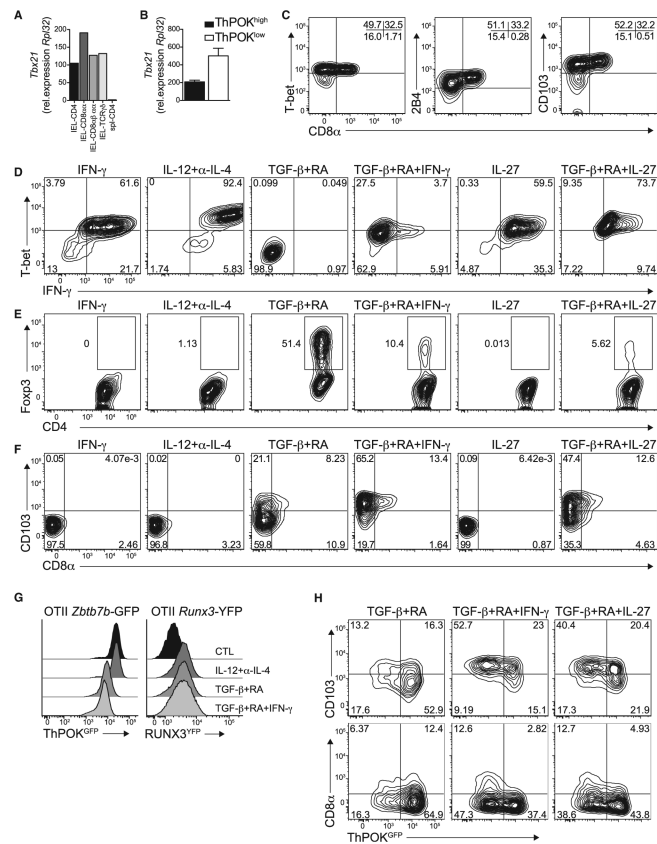 A
Tbx21
(rel.expression Rpl32)
200
150
100
50
0
IEL-CD4
IEL-CD8αα
IEL-CD8αβ αα
IEL-TCRγδ
spl-CD4
B
Tbx21
(rel.expression Rpl32)
800
600
400
200
0
ThPOKhigh
ThPOKlow
C
T-bet
49.7 32.5
16.0 1.71
2B4
51.1 33.2
15.4 0.28
CD103
52.2 32.2
15.1 0.51
CD8α
D
IFN-γ
IL-12+α-IL-4
TGF-β+RA
TGF-β+RA+IFN-γ
IL-27
TGF-β+RA+IL-27
3.79 61.6
0 92.4
0.099 0.049
27.5 3.7
0.33 59.5
9.35 73.7
T-bet
13 21.7
1.74 5.83
98.9 0.97
62.9 5.91
4.87 35.3
7.22 9.74
IFN-γ
E
IFN-γ
IL-12+α-IL-4
TGF-β+RA
TGF-β+RA+IFN-γ
IL-27
TGF-β+RA+IL-27
Foxp3
0
1.13
51.4
10.4
0.013
5.62
CD4
F
IFN-γ
IL-12+α-IL-4
TGF-β+RA
TGF-β+RA+IFN-γ
IL-27
TGF-β+RA+IL-27
0.05 4.07e-3
0.02 0
21.1 8.23
65.2 13.4
0.09 6.42e-3
47.4 12.6
CD103
97.5 2.46
96.8 3.23
59.8 10.9
19.7 1.64
99 0.87
35.3 4.63
CD8α
G
OTII Zbtb7b-GFP
OTII Runx3-YFP
CTL
IL-12+α-IL-4
TGF-β+RA
TGF-β+RA+IFN-γ
ThPOKGFP
RUNX3YFP
H
TGF-β+RA
TGF-β+RA+IFN-γ
TGF-β+RA+IL-27
13.2 16.3
52.7 23
40.4 20.4
CD103
17.6 52.9
9.19 15.1
17.3 21.9
6.37 12.4
12.6 2.82
12.7 4.93
CD8α
16.3 64.9
47.3 37.4
38.6 43.8
ThPOKGFP